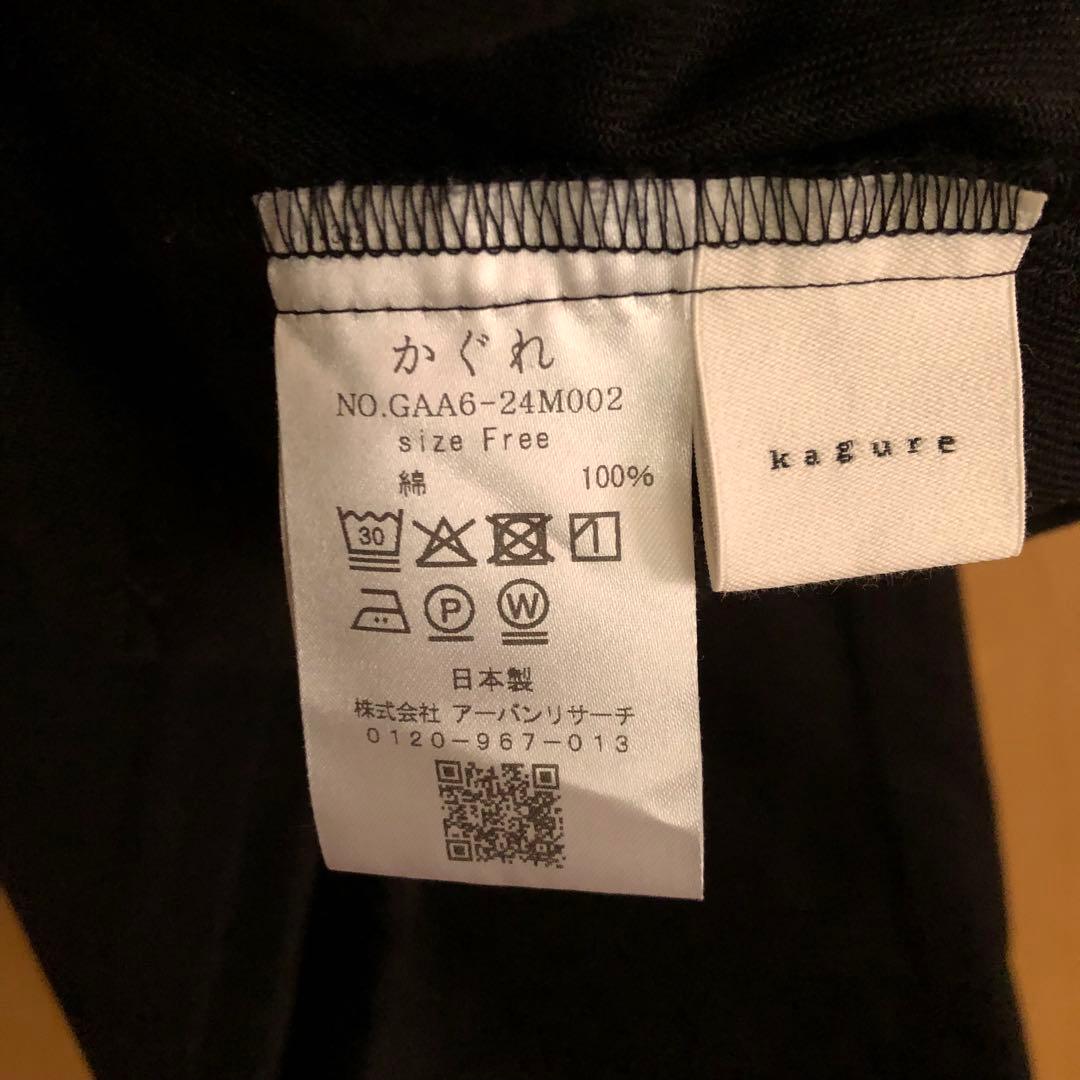 かぐれ
NO.GAA6-24M002
size Free
綿 100%
30
P W
日本製
株式会社 アーバンリサーチ
0120-967-013
kagure